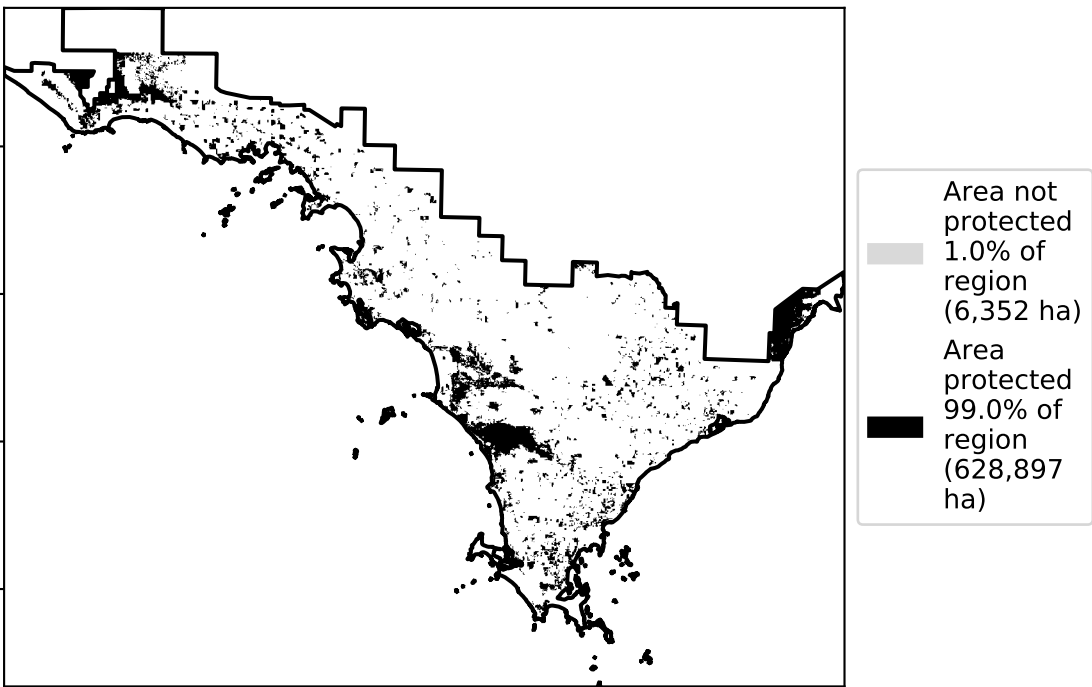 Area not
protected
1.0% of
region
(6,352 ha)
Area
protected
99.0% of
region
(628,897
ha)